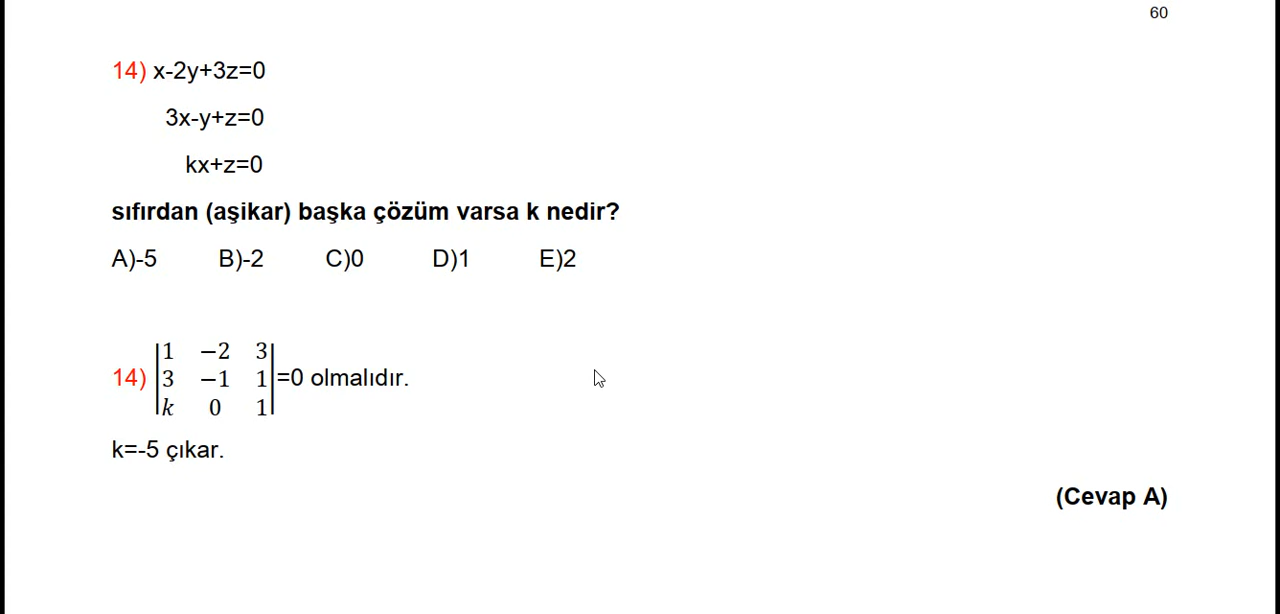 60
14) x-2y+3z=0
3x-y+z=0
kx+z=0
sıfırdan (aşikar) başka çözüm varsa k nedir?
A)-5 B)-2 C)0 D)1 E)2
1 −2 3
14) 3 −1 1 =0 olmalıdır.
k 0 1
k=-5 çıkar.
(Cevap A)